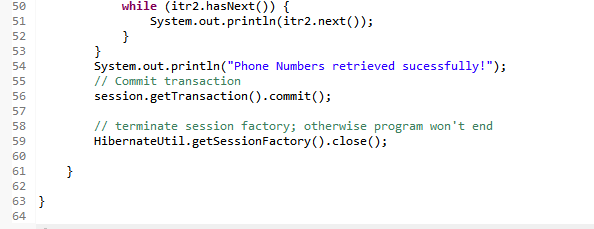 50 while (itr2.hasNext()) {
51 System.out.println(itr2.next());
52 }
53 }
54 System.out.println("Phone Numbers retrieved sucessfully!");
55 // Commit transaction
56 session.getTransaction().commit();
57
58 // terminate session factory; otherwise program won't end
59 HibernateUtil.getSessionFactory().close();
60
61 }
62
63 }
64